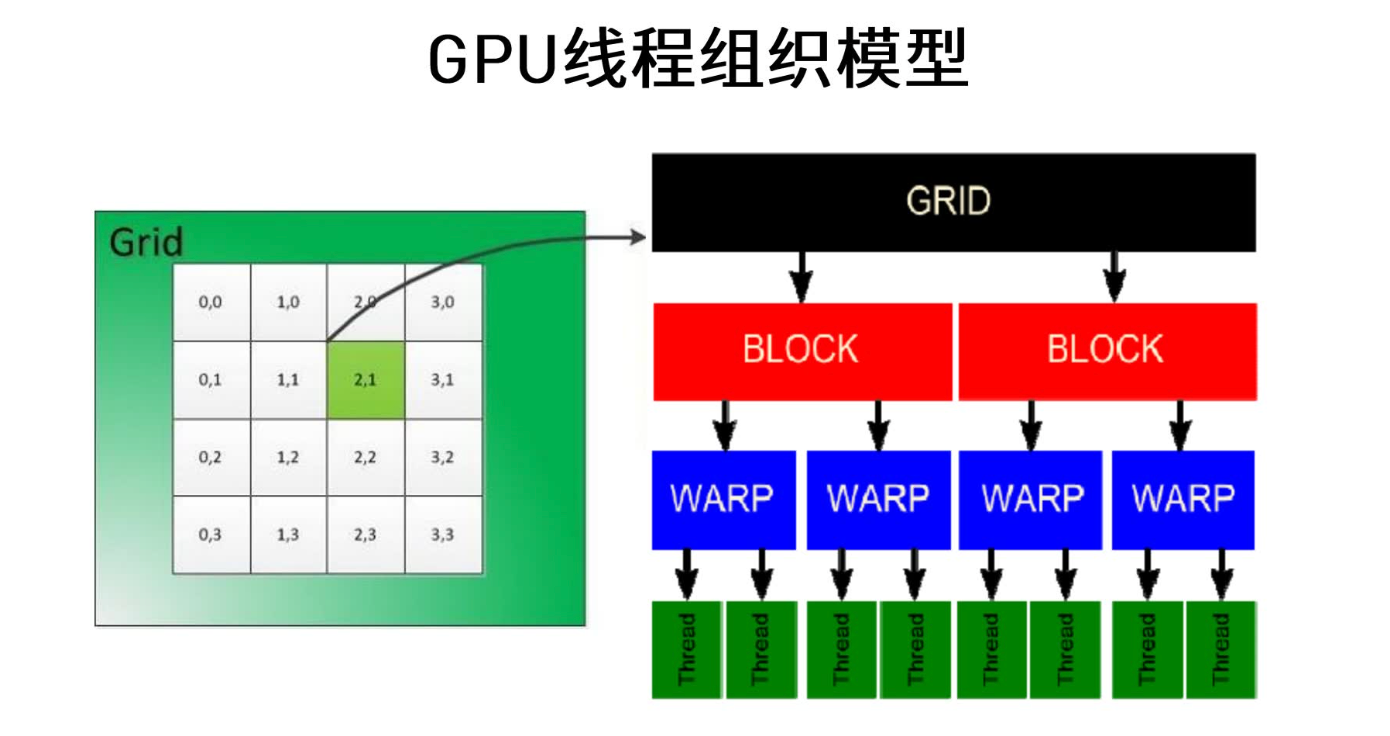 GPU线程组织模型
Grid
0,0 1,0 2,0 3,0
0,1 1,1 2,1 3,1
0,2 1,2 2,2 3,2
0,3 1,3 2,3 3,3
GRID
BLOCK BLOCK
WARP WARP WARP WARP
Thread Thread Thread Thread Thread Thread Thread Thread